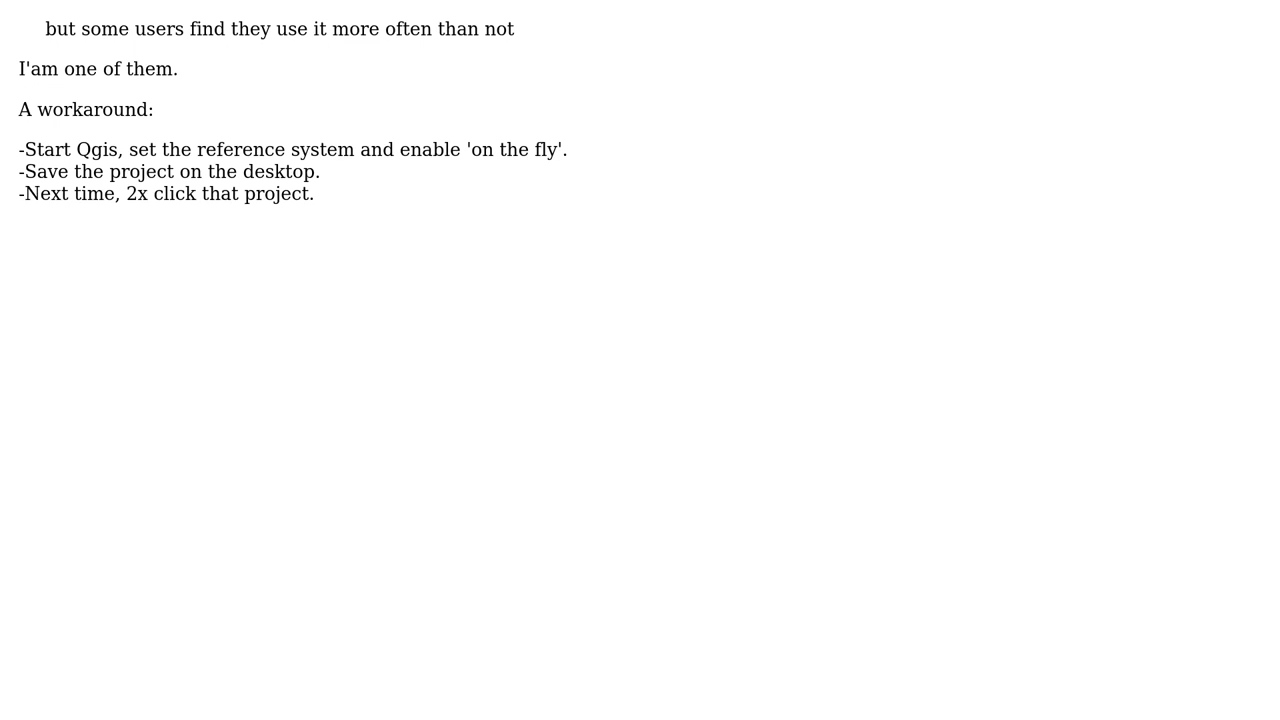 but some users find they use it more often than not
I'am one of them.
A workaround:
-Start Qgis, set the reference system and enable 'on the fly'.
-Save the project on the desktop.
-Next time, 2x click that project.